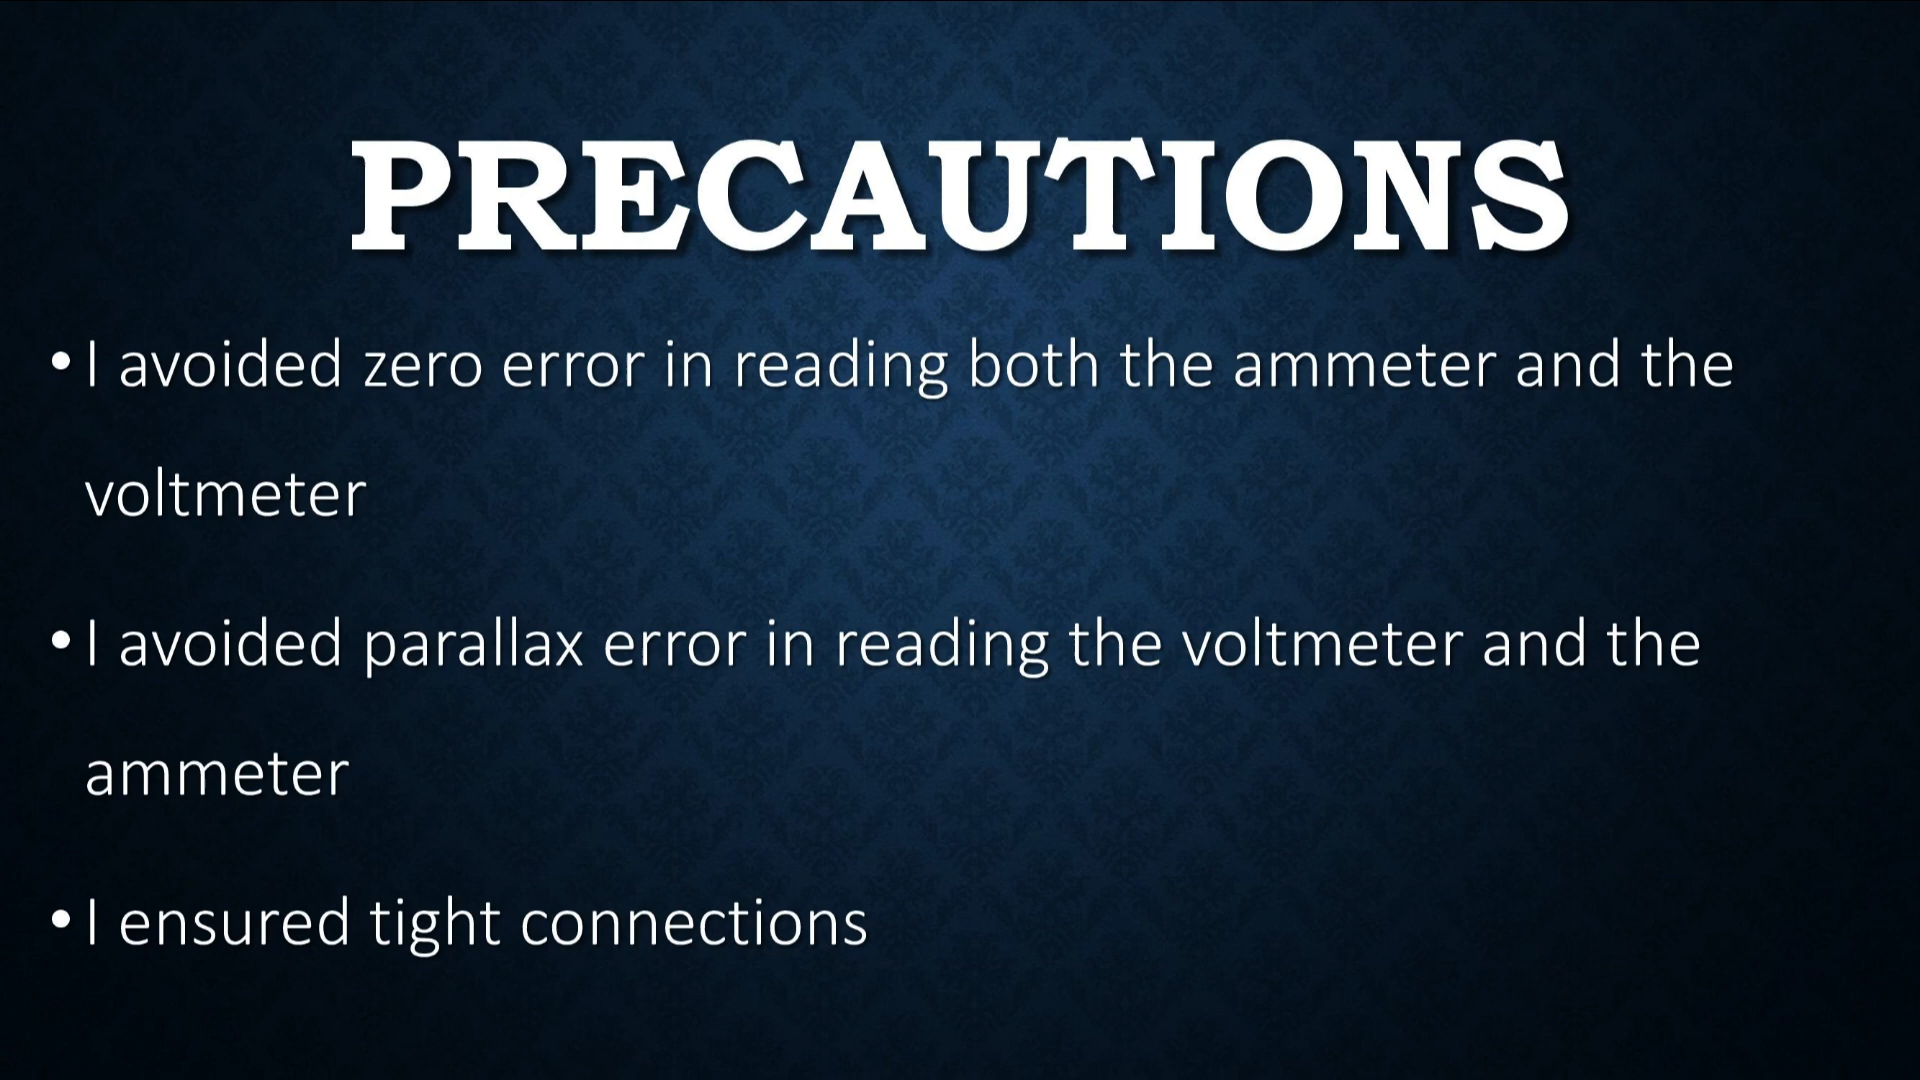 PRECAUTIONS
• I avoided zero error in reading both the ammeter and the
voltmeter
• I avoided parallax error in reading the voltmeter and the
ammeter
• I ensured tight connections